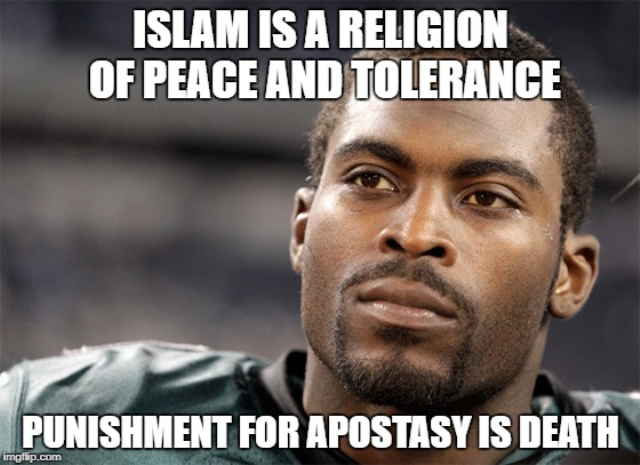 ISLAM IS A RELIGION
OF PEACE AND TOLERANCE
PUNISHMENT FOR APOSTASY IS DEATH
imgflip.com